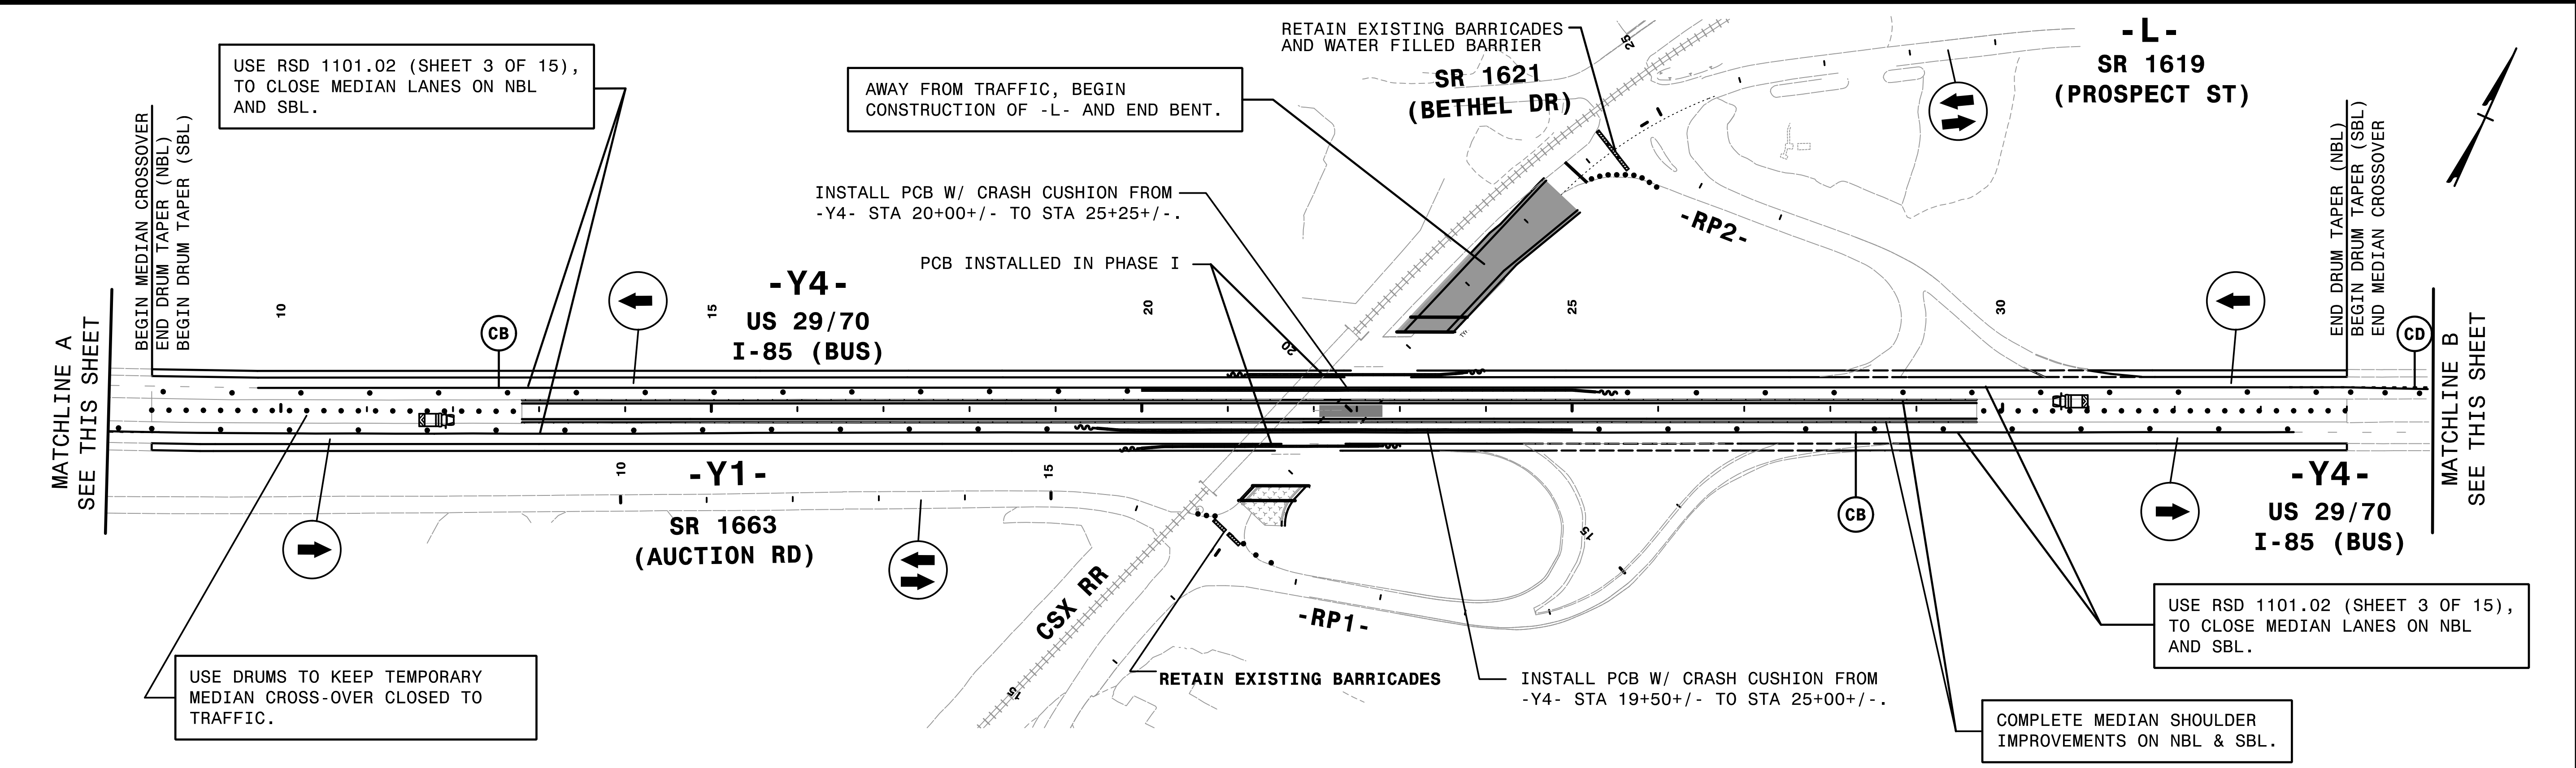 RETAIN EXISTING BARRICADES
AND WATER FILLED BARRIER
25
-L-
SR 1619
(PROSPECT ST)
USE RSD 1101.02 (SHEET 3 OF 15),
TO CLOSE MEDIAN LANES ON NBL
AND SBL.
AWAY FROM TRAFFIC, BEGIN
CONSTRUCTION OF -L- AND END BENT.
SR 1621
(BETHEL DR)
BEGIN MEDIAN CROSSOVER
END DRUM TAPER (NBL)
BEGIN DRUM TAPER (SBL)
INSTALL PCB W/ CRASH CUSHION FROM
-Y4- STA 20+00+/- TO STA 25+25+/-.
PCB INSTALLED IN PHASE I
-RP2-
END DRUM TAPER (NBL)
BEGIN DRUM TAPER (SBL)
END MEDIAN CROSSOVER
10
15
20
25
30
-Y4-
US 29/70
I-85 (BUS)
CB
20
CD
MATCHLINE A
SEE THIS SHEET
MATCHLINE B
SEE THIS SHEET
10
-Y1-
15
SR 1663
(AUCTION RD)
15
CB
-Y4-
US 29/70
I-85 (BUS)
CSX RR
15
-RP1-
USE RSD 1101.02 (SHEET 3 OF 15),
TO CLOSE MEDIAN LANES ON NBL
AND SBL.
USE DRUMS TO KEEP TEMPORARY
MEDIAN CROSS-OVER CLOSED TO
TRAFFIC.
RETAIN EXISTING BARRICADES
INSTALL PCB W/ CRASH CUSHION FROM
-Y4- STA 19+50+/- TO STA 25+00+/-.
COMPLETE MEDIAN SHOULDER
IMPROVEMENTS ON NBL & SBL.